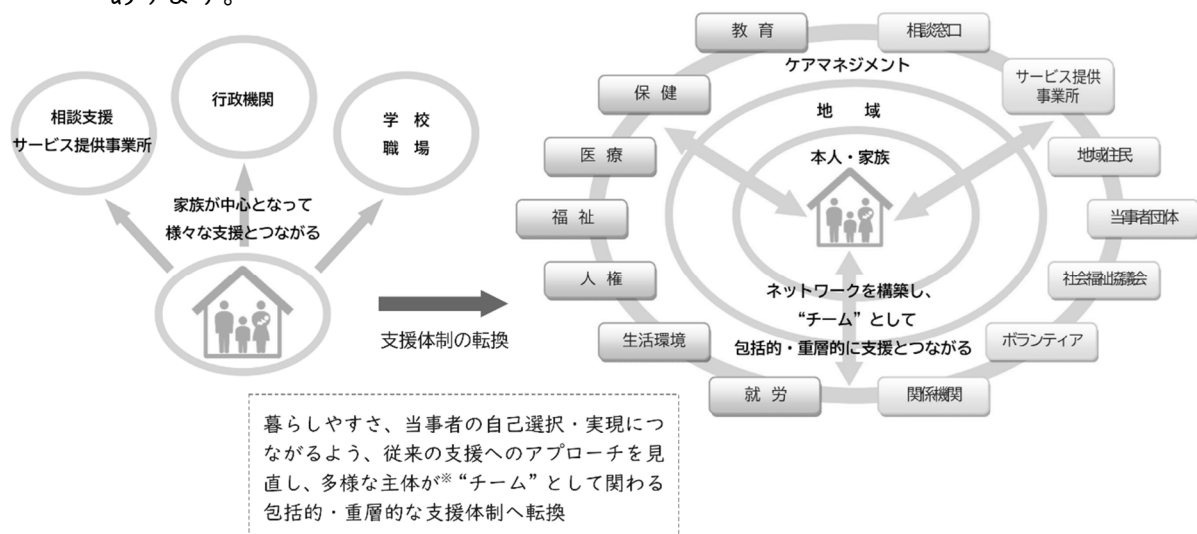 あります。
相談支援
サービス提供事業所
行政機関
学 校
職 場
家族が中心となって
様々な支援とつながる
支援体制の転換
教 育
相談窓口
ケアマネジメント
保 健
サービス提供
事業所
地 域
医 療
本人・家族
地域住民
福 祉
当事者団体
人 権
社会福祉協議会
ネットワークを構築し、
“チーム”として
包括的・重層的に支援とつながる
生活環境
ボランティア
就 労
関係機関
暮らしやすさ、当事者の自己選択・実現につ
ながるよう、従来の支援へのアプローチを見
直し、多様な主体が※“チーム”として関わる
包括的・重層的な支援体制へ転換